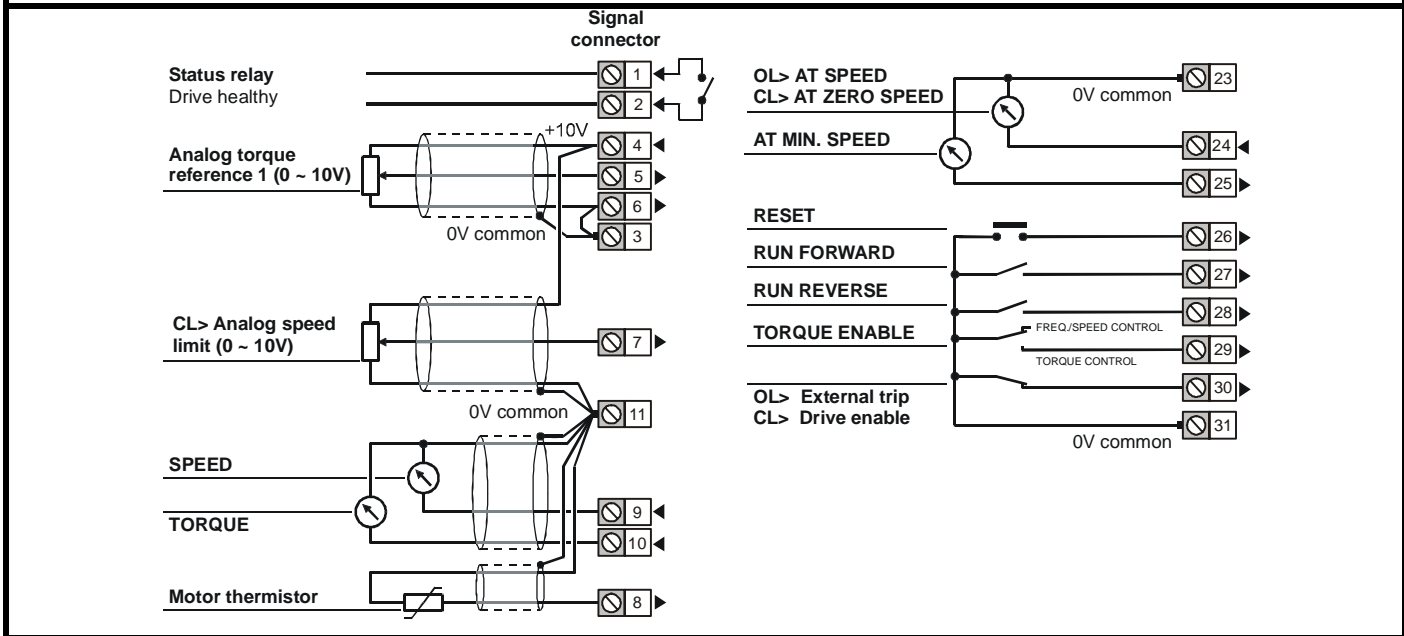 Signal
connector
Status relay
Drive healthy
1
2
+10V
4
Analog torque
reference 1 (0 ~ 10V)
5
6
0V common
3
CL> Analog speed
limit (0 ~ 10V)
7
0V common
11
SPEED
9
TORQUE
10
Motor thermistor
8
OL> AT SPEED
CL> AT ZERO SPEED
0V common
23
AT MIN. SPEED
24
25
RESET
26
RUN FORWARD
27
RUN REVERSE
28
TORQUE ENABLE
FREQ./SPEED CONTROL
29
TORQUE CONTROL
30
OL> External trip
CL> Drive enable
31
0V common